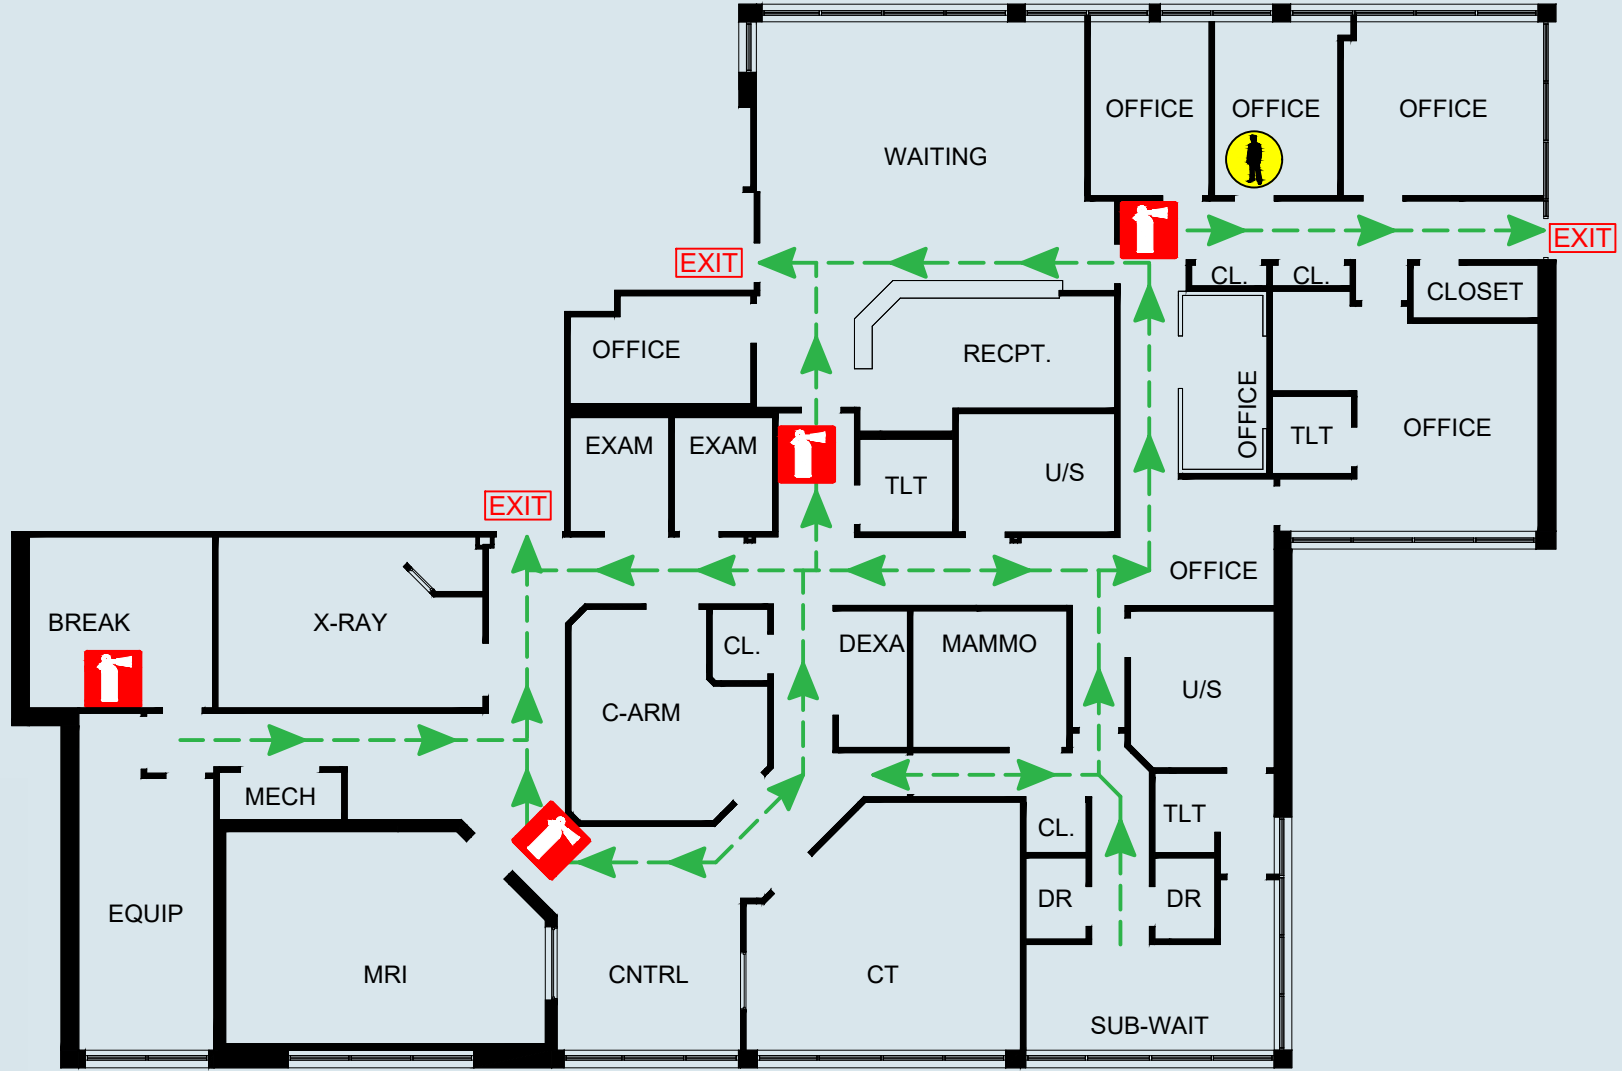 OFFICE
OFFICE
OFFICE
WAITING
EXIT
EXIT
CL.
CL.
CLOSET
OFFICE
RECPT.
OFFICE
TLT
OFFICE
EXAM
EXAM
TLT
U/S
EXIT
OFFICE
BREAK
X-RAY
CL.
DEXA
MAMMO
U/S
C-ARM
MECH
CL.
TLT
EQUIP
DR
DR
MRI
CNTRL
CT
SUB-WAIT